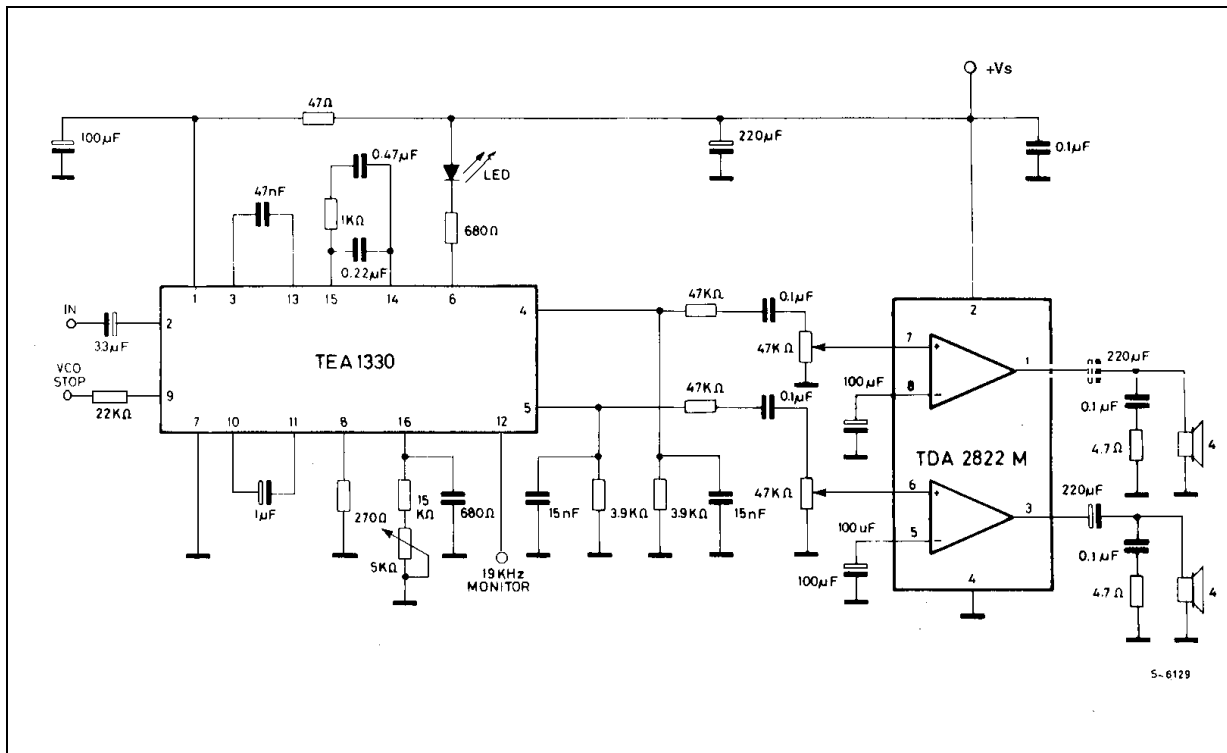 +Vs
47Ω
100µF
220µF
0.1µF
0.47µF
LED
47nF
1KΩ
680Ω
0.22µF
1
3
13
15
14
6
47KΩ
0.1µF
2
4
IN
2
33µF
TEA 1330
47KΩ
7
+
1
220µF
VCO
STOP
9
22KΩ
100µF
8
-
0.1µF
47KΩ
0.1µF
5
4.7Ω
4
7
10
11
8
16
12
TDA 2822 M
1µF
270Ω
15
KΩ
680Ω
15nF
3.9KΩ
3.9KΩ
15nF
47KΩ
6
+
3
220µF
5KΩ
100uF
5
-
0.1µF
19KHz
MONITOR
100µF
4
4.7Ω
4
S-6129